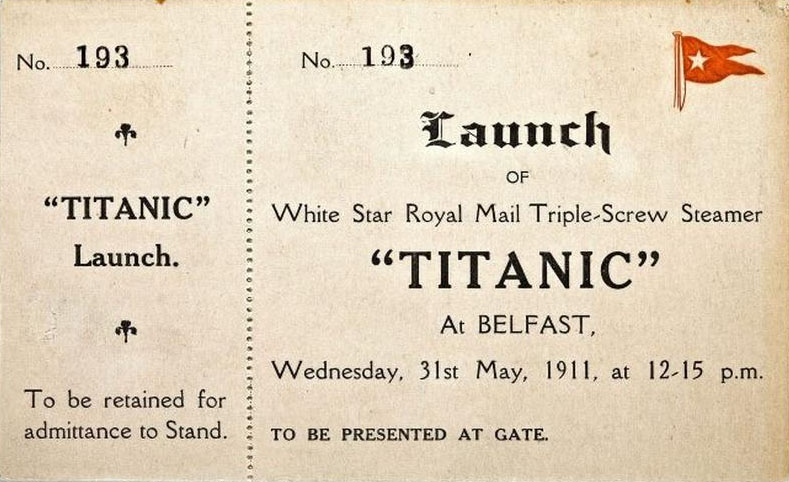 No. 193
"TITANIC"
Launch.
To be retained for
admittance to Stand.
No. 193
Launch
OF
White Star Royal Mail Triple-Screw Steamer
"TITANIC"
At BELFAST,
Wednesday, 31st May, 1911, at 12-15 p.m.
TO BE PRESENTED AT GATE.